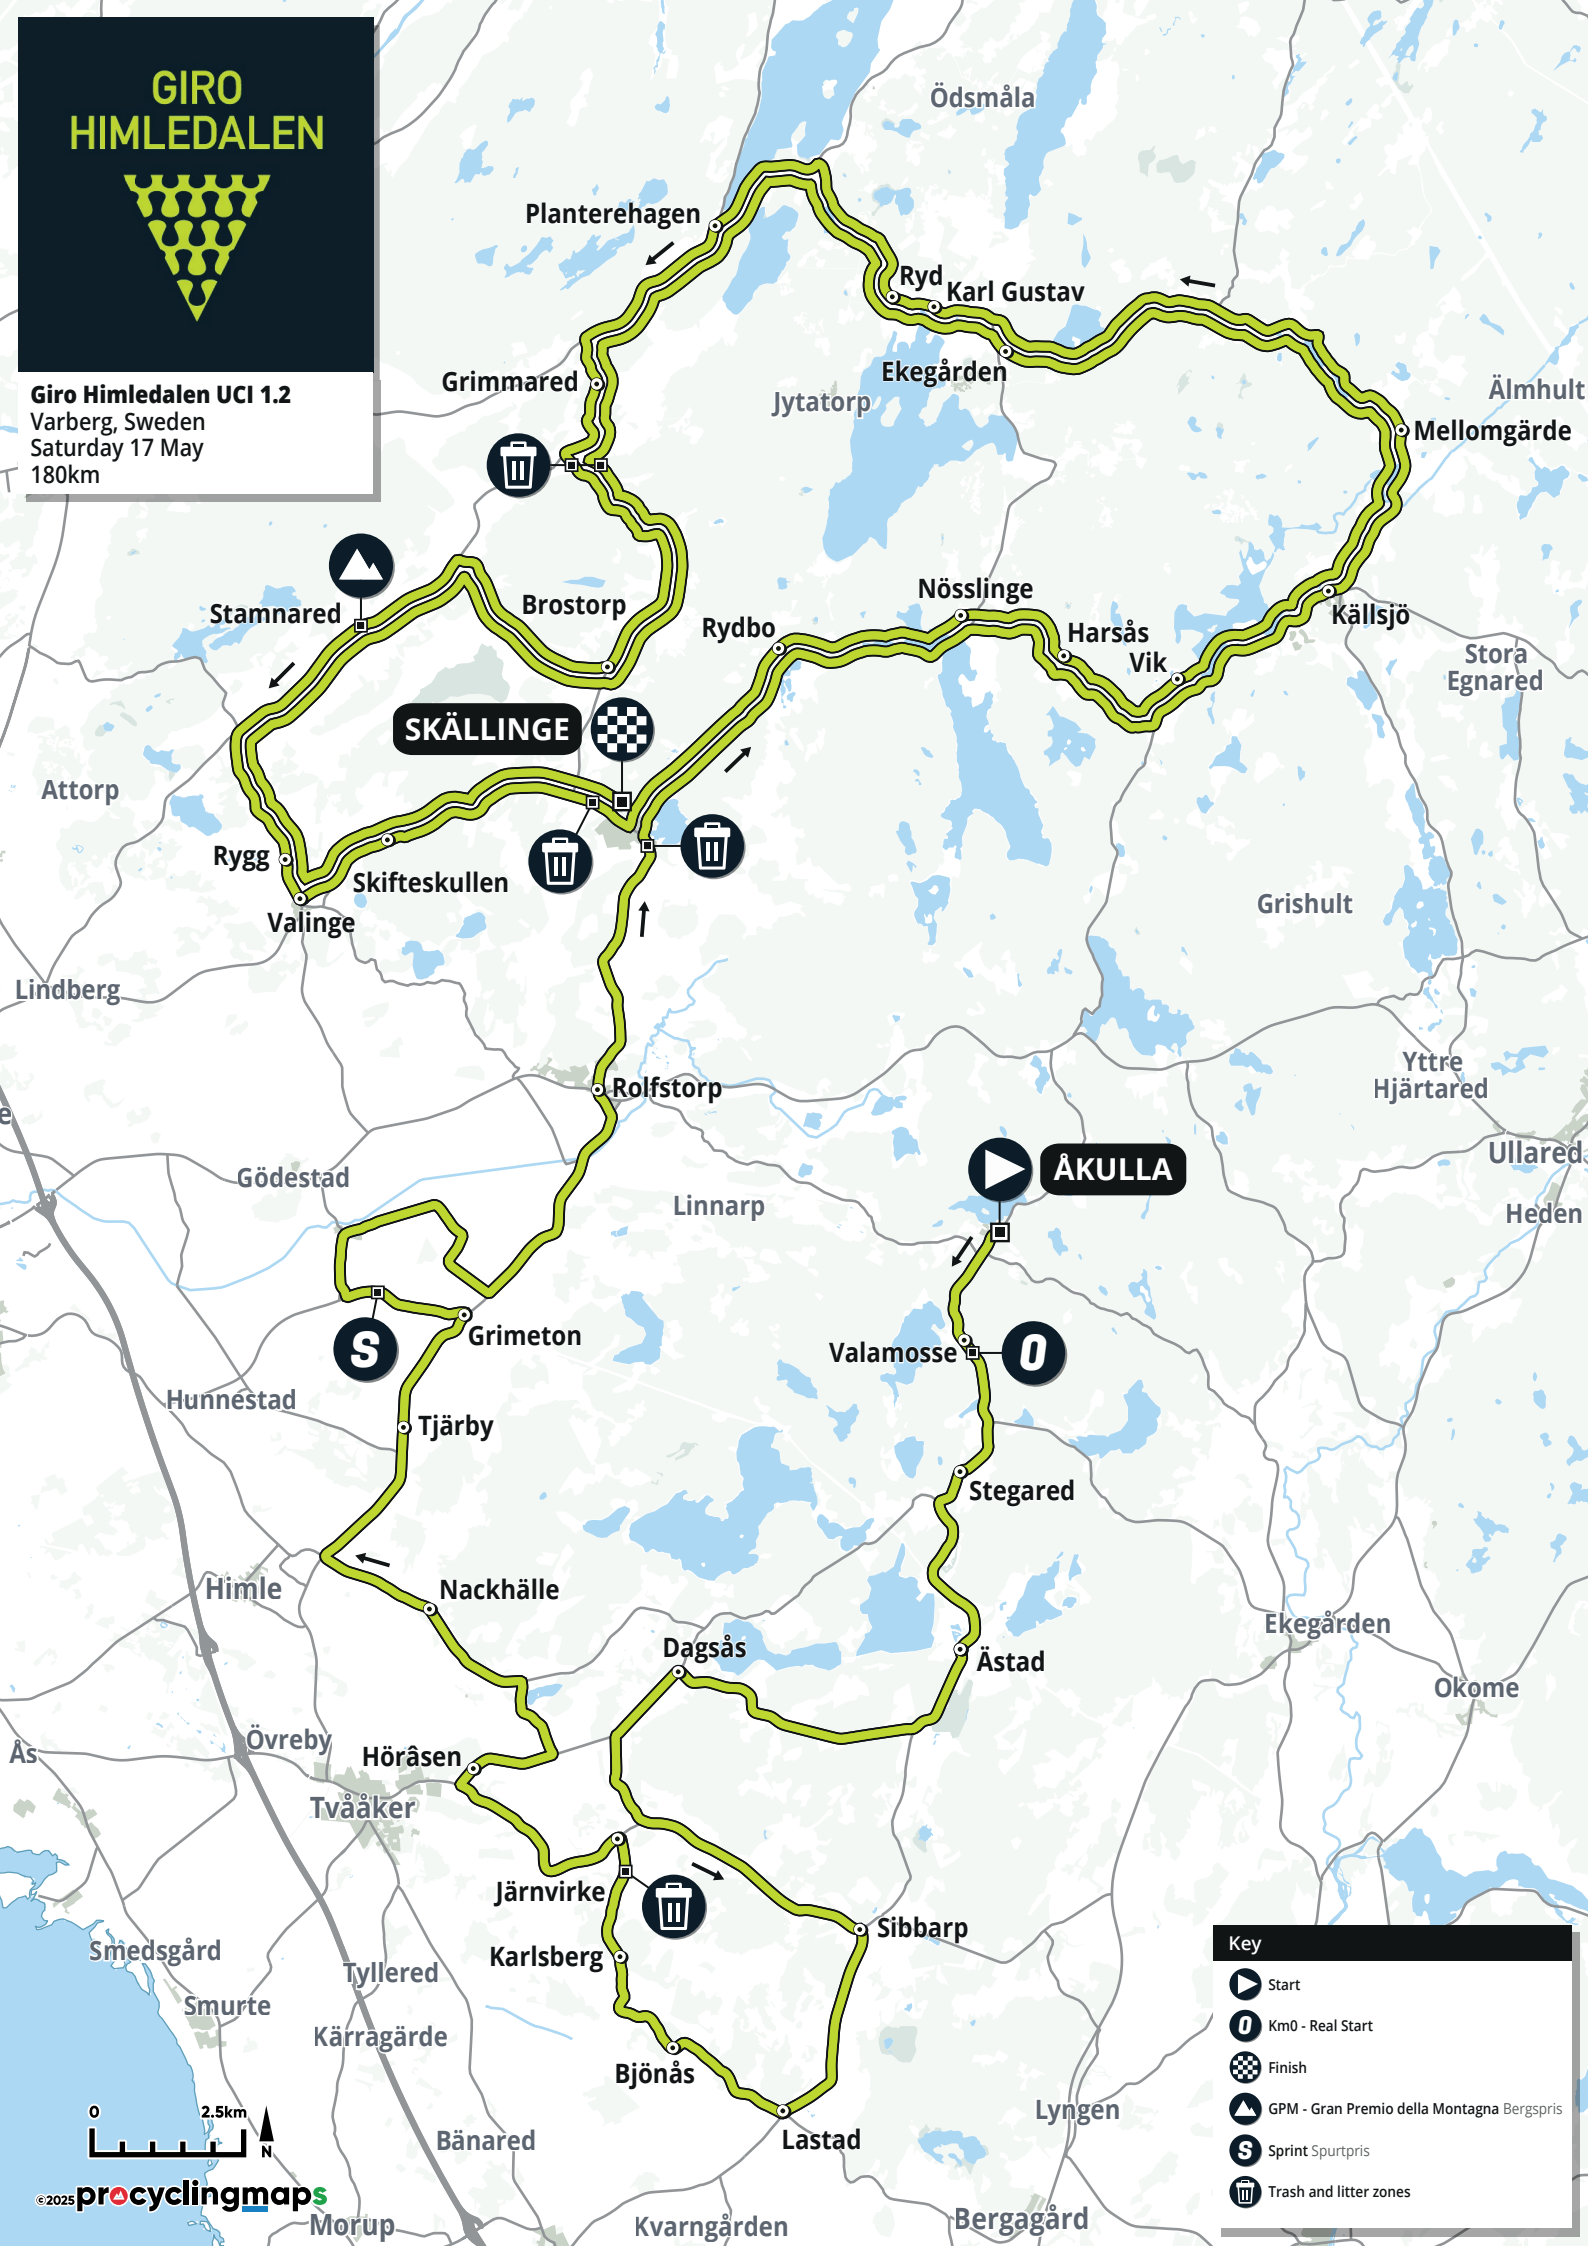 GIRO
HIMLEDALEN
Giro Himledalen UCI 1.2
Varberg, Sweden
Saturday 17 May
180km
Ödsmåla
Planterehagen
Ryd
Karl Gustav
Ekegården
Grimmared
Jytatorp
Älmhult
Mellomgärde
Stamnared
Brostorp
Rydbo
Nösslinge
Harsås
Vik
Källsjö
Stora
Egnared
SKÄLLINGE
Attorp
Rygg
Skifteskullen
Valinge
Grishult
Lindberg
Rolfstorp
Yttre
Hjärtared
e
Ullared
ÅKULLA
Gödestad
Linnarp
Heden
S
Grimeton
Valamosse
0
Hunnestad
Tjärby
Stegared
Himle
Nackhälle
Ekegården
Dagsås
Ästad
Okome
Ås
Övreby
Hörâsen
Tvååker
Järnvirke
Sibbarp
Karlsberg
Smedsgård
Tyllered
Smurte
Kärragärde
Bjönås
Lastad
Lyngen
Bänared
Bergagård
Kvarngården
Morup
0 2.5km
N
©2025 procyclingmaps
Key
Start
0 Km0 - Real Start
Finish
GPM - Gran Premio della Montagna Bergspris
S Sprint Spurtpris
Trash and litter zones